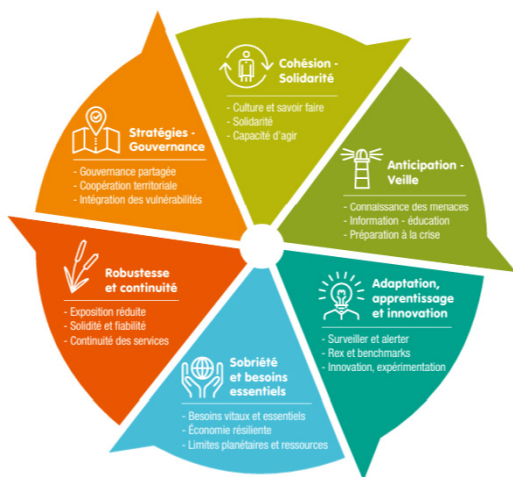 Cohésion -
Solidarité
- Culture et savoir faire
- Solidarité
- Capacité d'agir
Anticipation -
Veille
- Connaissance des menaces
- Information - éducation
- Préparation à la crise
Adaptation,
apprentissage
et innovation
- Surveiller et alerter
- Rex et benchmarks
- Innovation, expérimentation
Sobriété
et besoins
essentiels
- Besoins vitaux et essentiels
- Économie résiliente
- Limites planétaires et ressources
Robustesse
et continuité
- Exposition réduite
- Solidité et fiabilité
- Continuité des services
Stratégies -
Gouvernance
- Gouvernance partagée
- Coopération territoriale
- Intégration des vulnérabilités